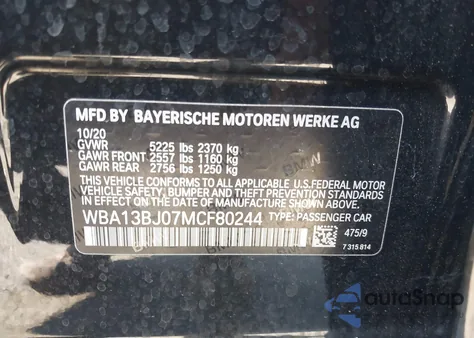 MFD BY BAYERISCHE MOTOREN WERKE AG
10/20
GVWR 5225 lbs 2370 kg
GAWR FRONT 2557 lbs 1160 kg
GAWR REAR 2756 lbs 1250 kg
THIS VEHICLE CONFORMS TO ALL APPLICABLE U.S. FEDERAL MOTOR
VEHICLE SAFETY, BUMPER, AND THEFT PREVENTION STANDARDS IN
EFFECT ON THE DATE OF MANUFACTURE SHOWN ABOVE.
WBA13BJ07MCF80244 TYPE: PASSENGER CAR
475/9
7 315 814
autoSnap